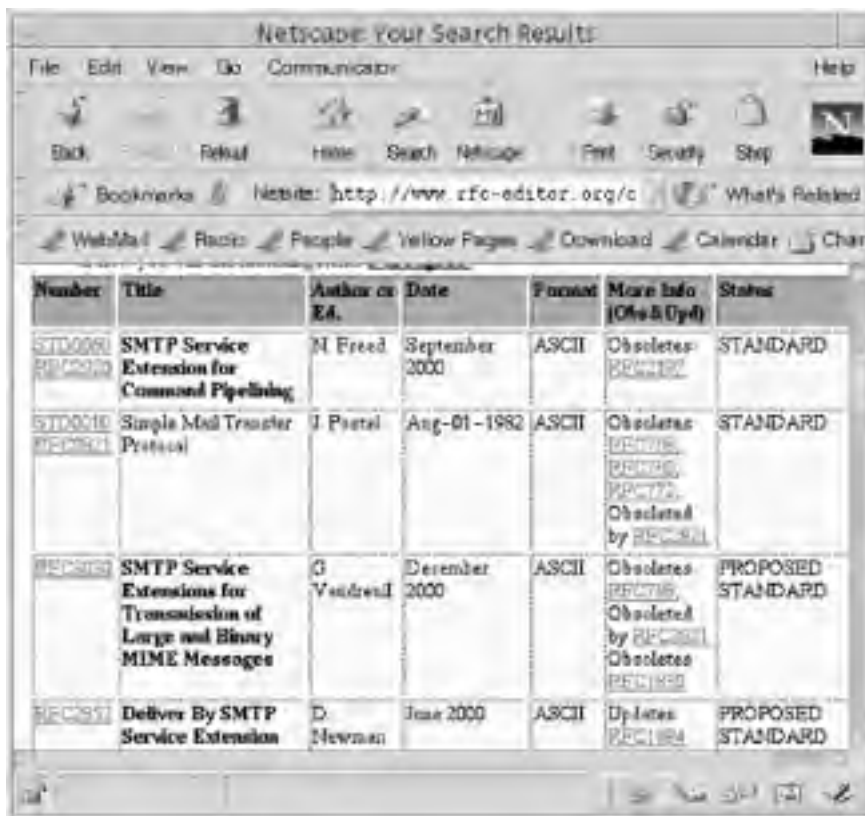 Netscape: Your Search Results
File Edit View Go Communicator Help
Back Reload Home Search Netscape Print Security Shop
Bookmarks Netsite: http://www.rfc-editor.org/c What's Related
WebMail Radio People Yellow Pages Download Calendar Chan
Number Title Author or Date Format More Info Status
Ed. (Obs&Upd)
SMTP Service N. Freed September ASCII Obsoletes STANDARD
Extension for 2000 RFC2197
Command Pipelining
Simple Mail Transfer J. Postel Aug-01-1982 ASCII Obsoletes STANDARD
Protocol
Obsoleted
by RFC2821
SMTP Service G. December ASCII Obsoletes PROPOSED
Extensions for Vaudreuil 2000 STANDARD
Transmission of Obsoleted
Large and Binary by
MIME Messages Obsoletes
RFC1830
Deliver By SMTP D. June 2000 ASCII Updates PROPOSED
Service Extension Newman STANDARD